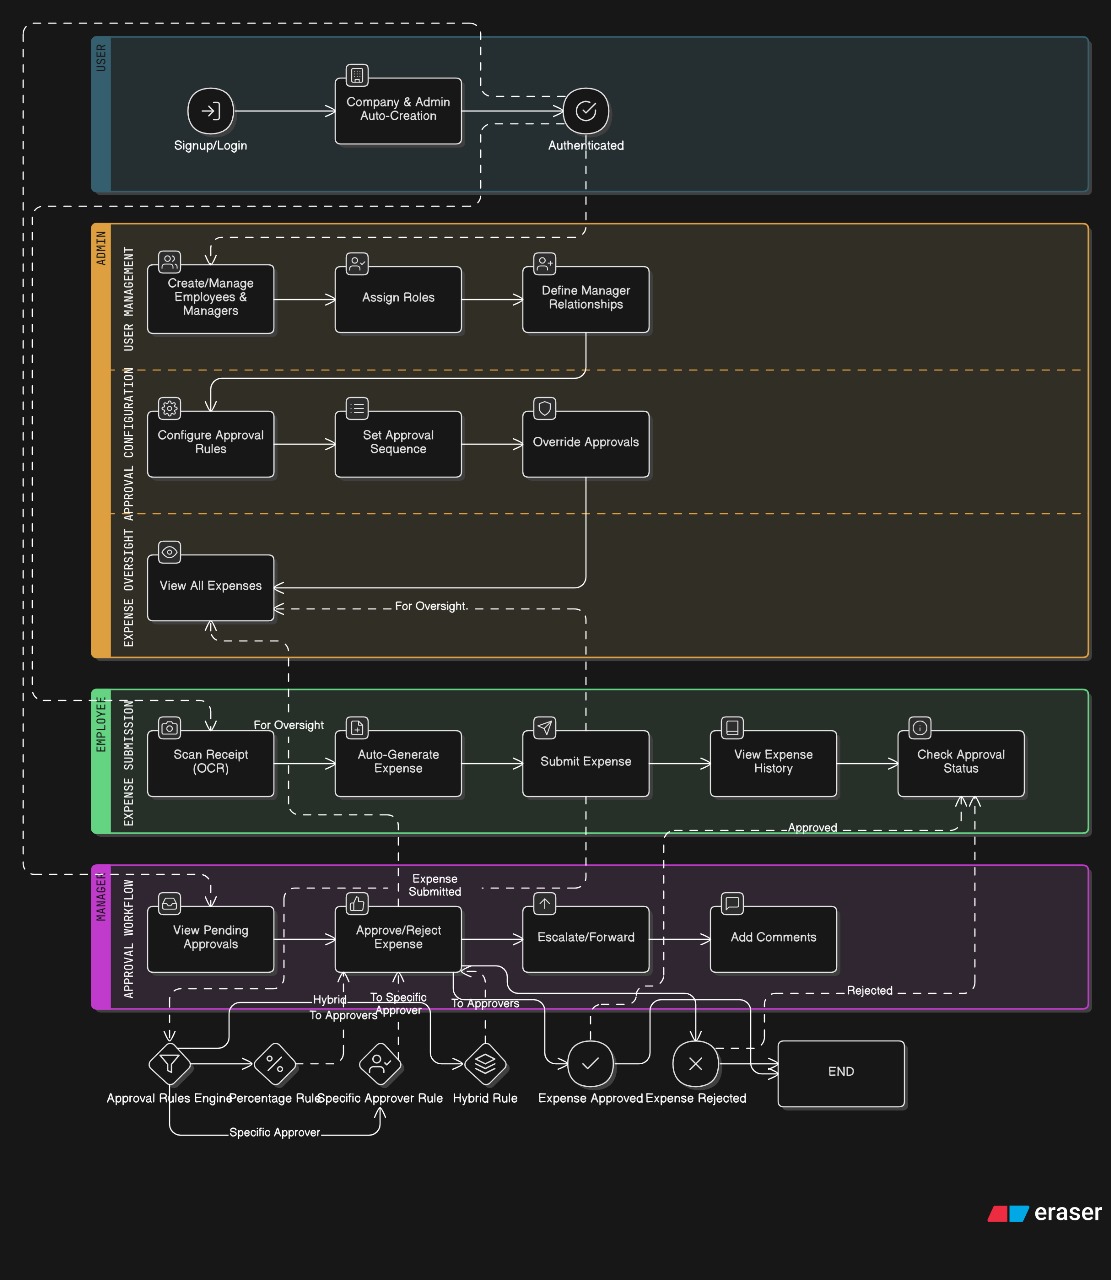 USER
Company & Admin
Auto-Creation
Signup/Login
Authenticated
ADMIN
USER MANAGEMENT
Create/Manage
Employees &
Managers
Assign Roles
Define Manager
Relationships
APPROVAL CONFIGURATION
Configure Approval
Rules
Set Approval
Sequence
Override Approvals
EXPENSE OVERSIGHT
View All Expenses
For Oversight
EMPLOYEE
EXPENSE SUBMISSION
For Oversight
Scan Receipt
(OCR)
Auto-Generate
Expense
Submit Expense
View Expense
History
Check Approval
Status
Approved
MANAGER
APPROVAL WORKFLOW
Expense
Submitted
View Pending
Approvals
Approve/Reject
Expense
Escalate/Forward
Add Comments
Rejected
Hybrid
To Specific
Approver
To Approvers
To Approvers
END
Approval Rules Engine
Percentage Rule
Specific Approver Rule
Hybrid Rule
Expense Approved
Expense Rejected
Specific Approver
eraser